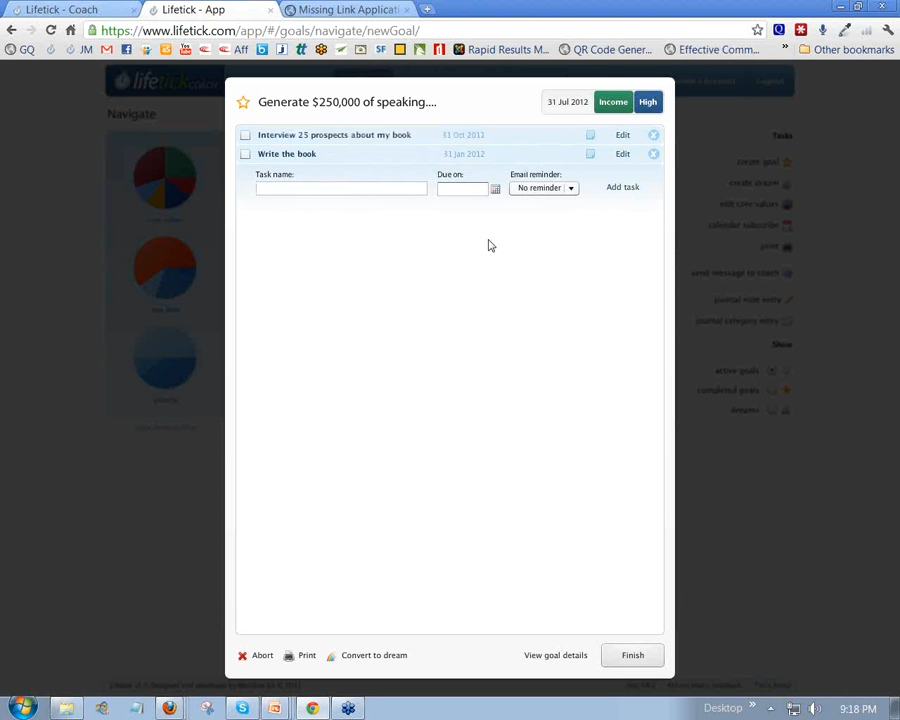 Lifetick - Coach
Lifetick - App
Missing Link Applicati
https://www.lifetick.com/app/#/goals/navigate/newGoal/
GQ
JM
Aff
SF
Rapid Results M...
QR Code Gener...
Effective Comm...
»
Other bookmarks
lifetick coach
Logout
Navigate
Generate $250,000 of speaking....
31 Jul 2012
Income
High
Interview 25 prospects about my book
31 Oct 2012
Edit
Write the book
31 Jan 2012
Edit
Task name:
Due on:
Email reminder:
No reminder
Add task
Tasks
create goal
create dream
edit core values
calendar subscribe
print
send message to coach
journal note entry
journal category entry
Show
active goals
completed goals
dreams
Abort
Print
Convert to dream
View goal details
Finish
Desktop
»
9:18 PM